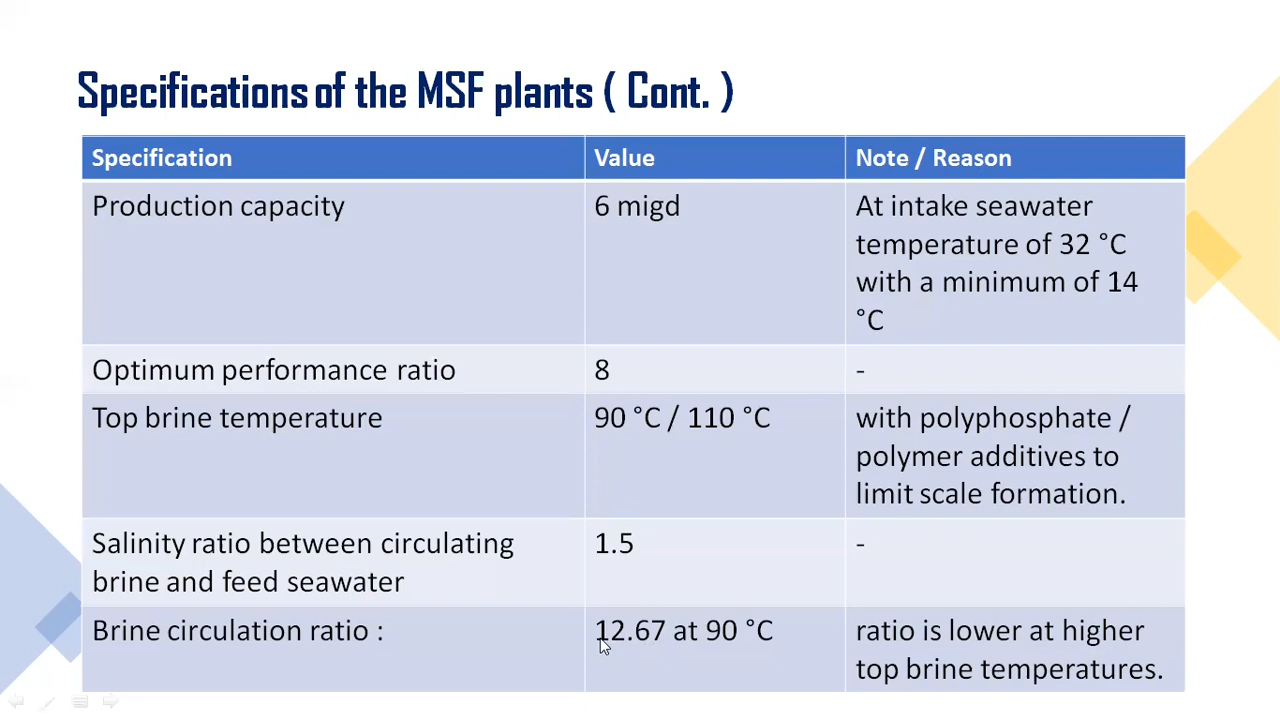 Specifications of the MSF plants ( Cont. )
Specification
Value
Note / Reason
Production capacity
6 migd
At intake seawater
temperature of 32 °C
with a minimum of 14
°C
Optimum performance ratio
8
-
Top brine temperature
90 °C / 110 °C
with polyphosphate /
polymer additives to
limit scale formation.
Salinity ratio between circulating
brine and feed seawater
1.5
-
Brine circulation ratio :
12.67 at 90 °C
ratio is lower at higher
top brine temperatures.